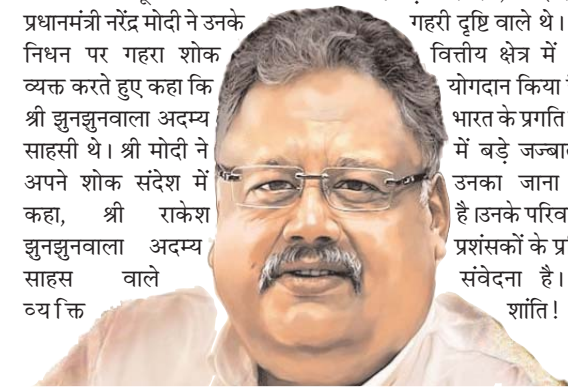 प्रधानमंत्री नरेंद्र मोदी ने उनके
निधन पर गहरा शोक
व्यक्त करते हुए कहा कि
श्री झुनझुनवाला अदम्य
साहसी थे। श्री मोदी ने
अपने शोक संदेश में
कहा, श्री राकेश
झुनझुनवाला अदम्य
साहस वाले
व्यक्ति
गहरी दृष्टि वाले थे।
वित्तीय क्षेत्र में
योगदान किया
भारत के प्रगति
में बड़े
उनका जाना
है।उनके
प्रशंसकों के
संवेदना है।
शांति!